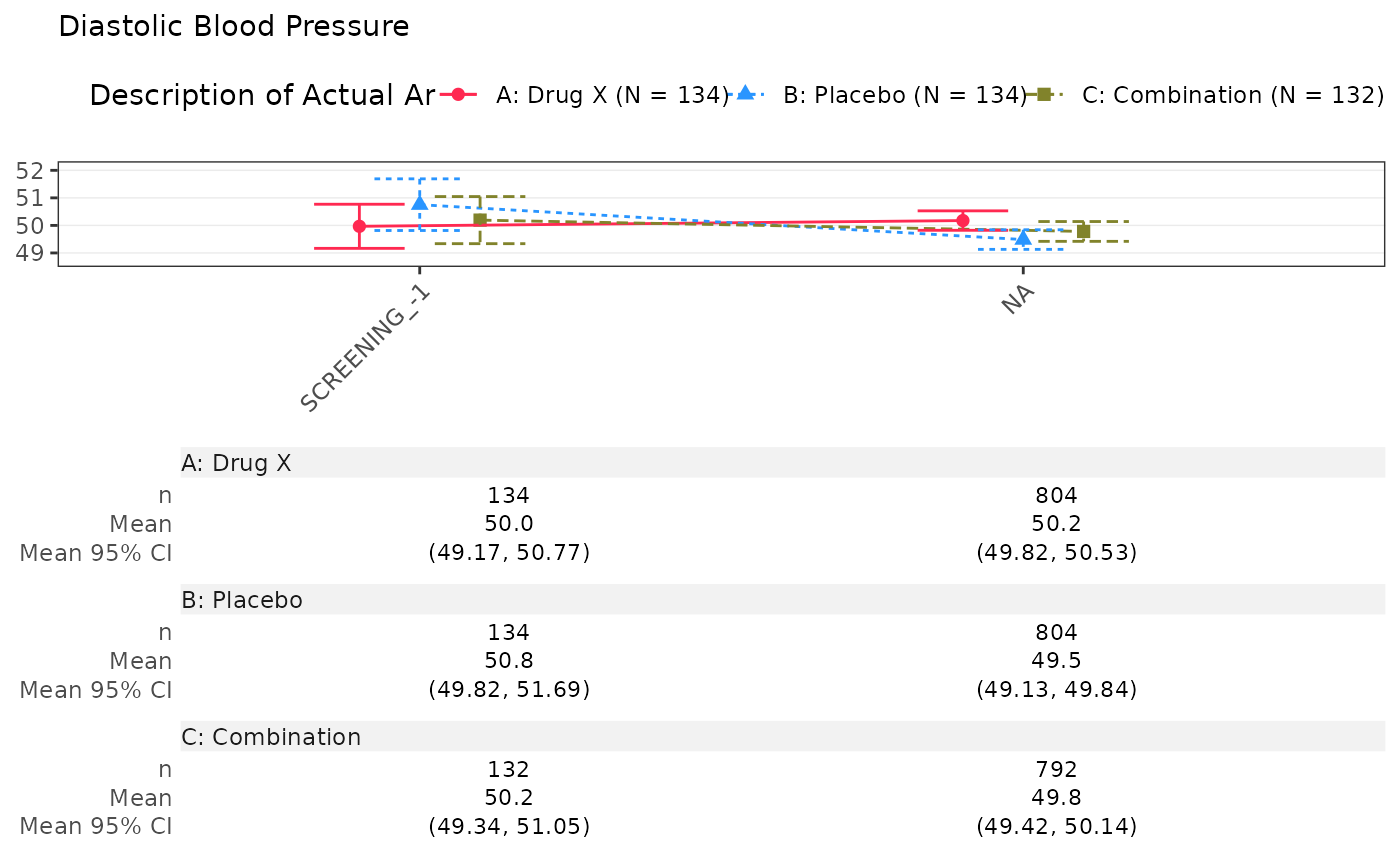 Diastolic Blood Pressure
Description of Actual Ar A: Drug X (N = 134) B: Placebo (N = 134) C: Combination (N = 132)
52
51
50
49
SCREENING_-1 NA
A: Drug X
n 134 804
Mean 50.0 50.2
Mean 95% CI (49.17, 50.77) (49.82, 50.53)
B: Placebo
n 134 804
Mean 50.8 49.5
Mean 95% CI (49.82, 51.69) (49.13, 49.84)
C: Combination
n 132 792
Mean 50.2 49.8
Mean 95% CI (49.34, 51.05) (49.42, 50.14)